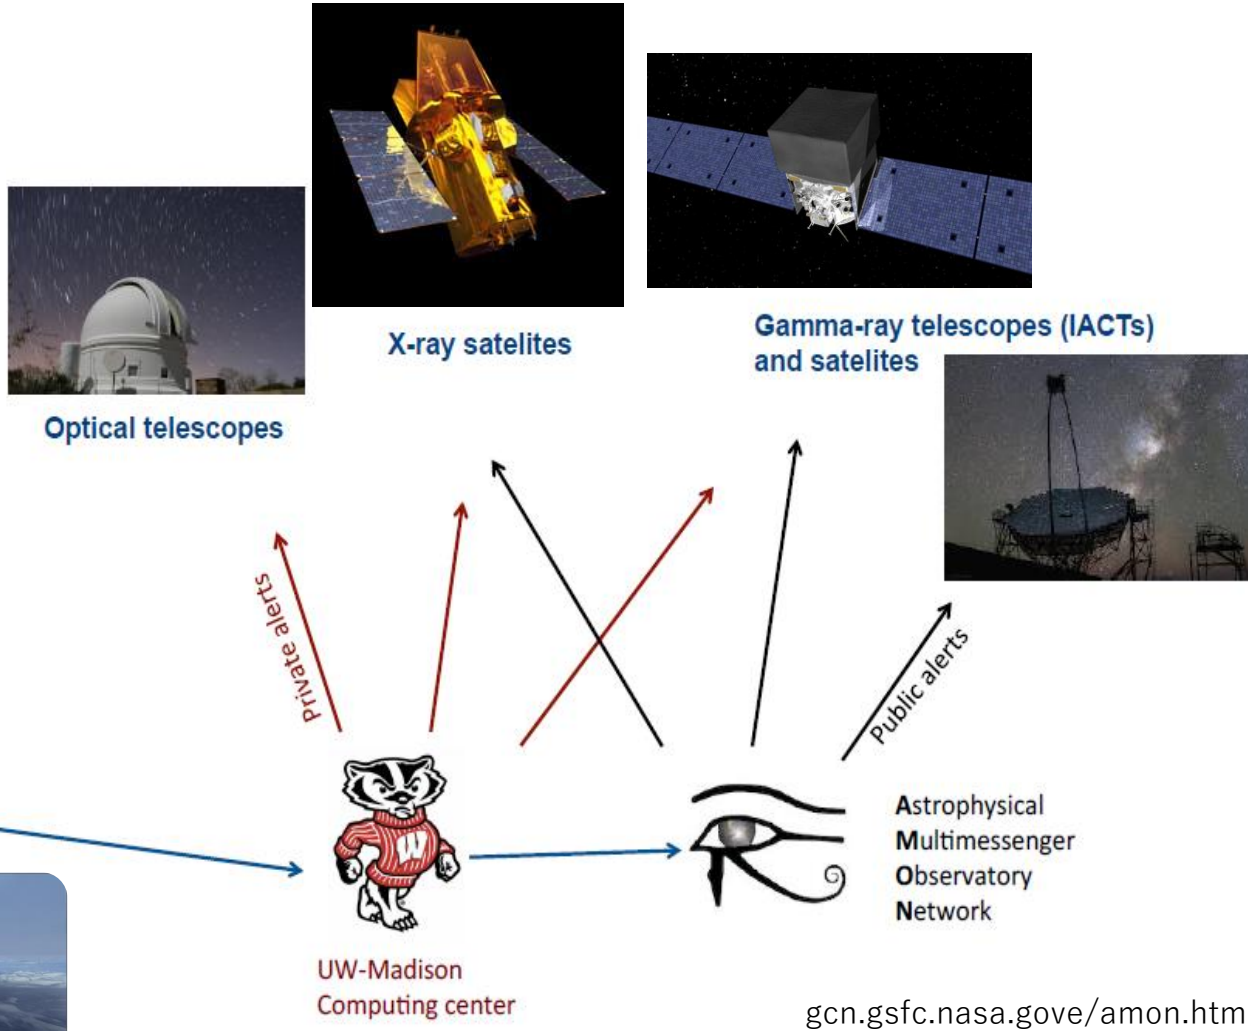 X-ray satelites
Gamma-ray telescopes (IACTs)
and satelites
Optical telescopes
Private alerts
Public alerts
W
Astrophysical
Multimessenger
Observatory
Network
UW-Madison
Computing center
gcn.gsfc.nasa.gove/amon.htm